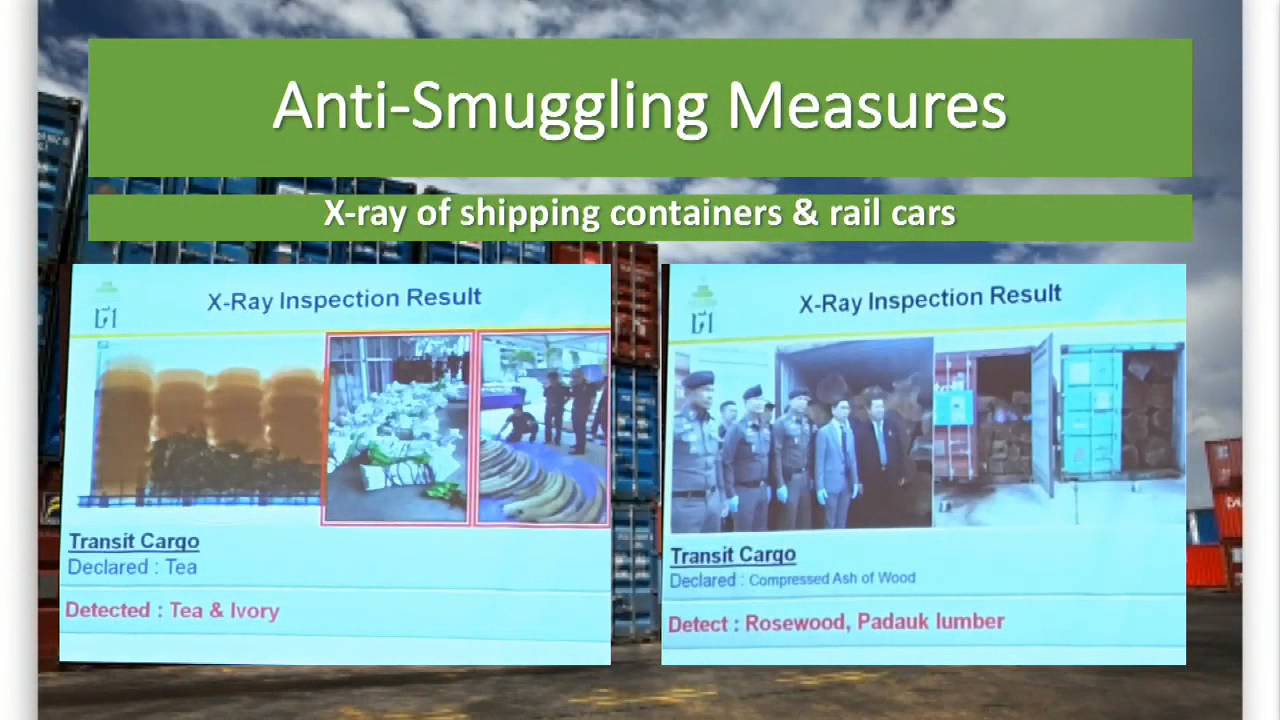 Anti-Smuggling Measures
X-ray of shipping containers & rail cars
X-Ray Inspection Result
Transit Cargo
Declared : Tea
Detected : Tea & Ivory
X-Ray Inspection Result
Transit Cargo
Declared : Compressed Ash of Wood
Detect : Rosewood, Padauk lumber